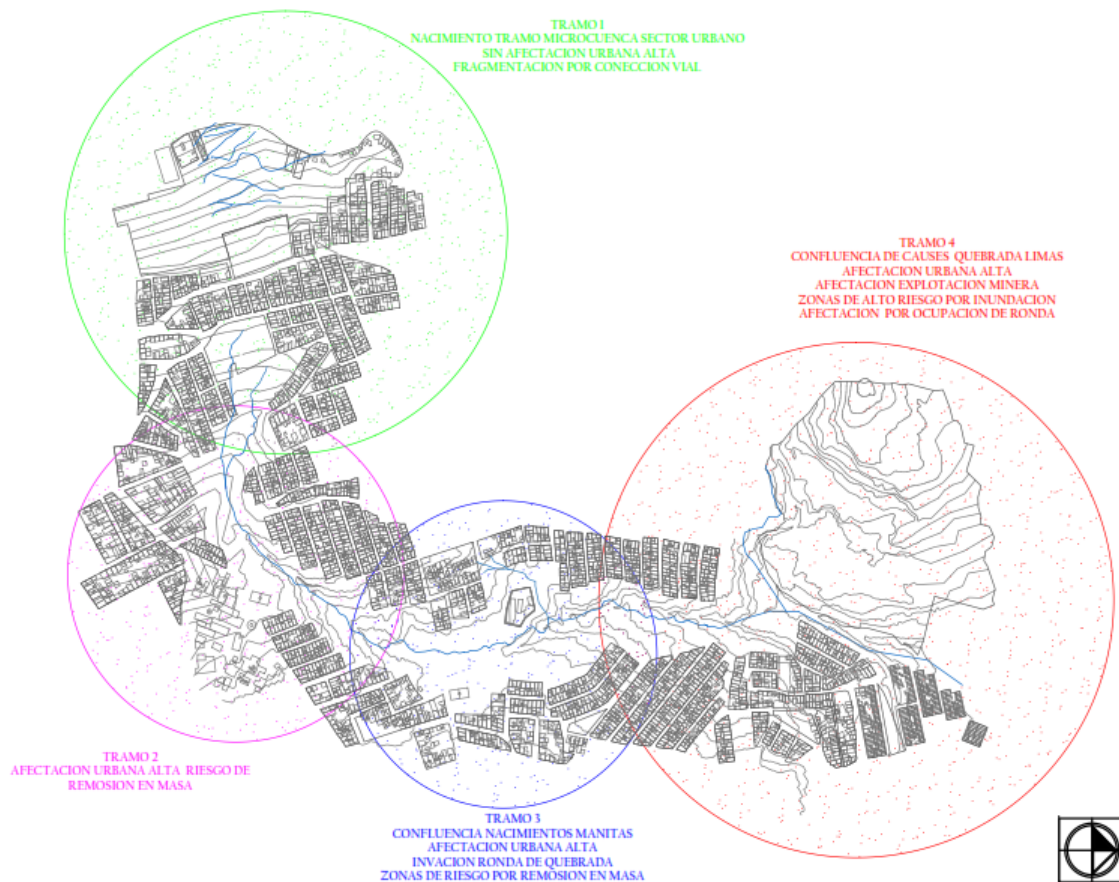 TRAMO 1
NACIMIENTO TRAMO MICROCUENCA SECTOR URBANO
SIN AFECTACION URBANA ALTA
FRAGMENTACION POR CONECCION VIAL
TRAMO 4
CONFLUENCIA DE CAUSES QUEBRADA LIMAS
AFECTACION URBANA ALTA
AFECTACION EXPLOTACION MINERA
ZONAS DE ALTO RIESGO POR INUNDACION
AFECTACION POR OCUPACION DE RONDA
TRAMO 2
AFECTACION URBANA ALTA RIESGO DE
REMOSION EN MASA
TRAMO 3
CONFLUENCIA NACIMIENTOS MANITAS
AFECTACION URBANA ALTA
INVACION RONDA DE QUEBRADA
ZONAS DE RIESGO POR REMOSION EN MASA